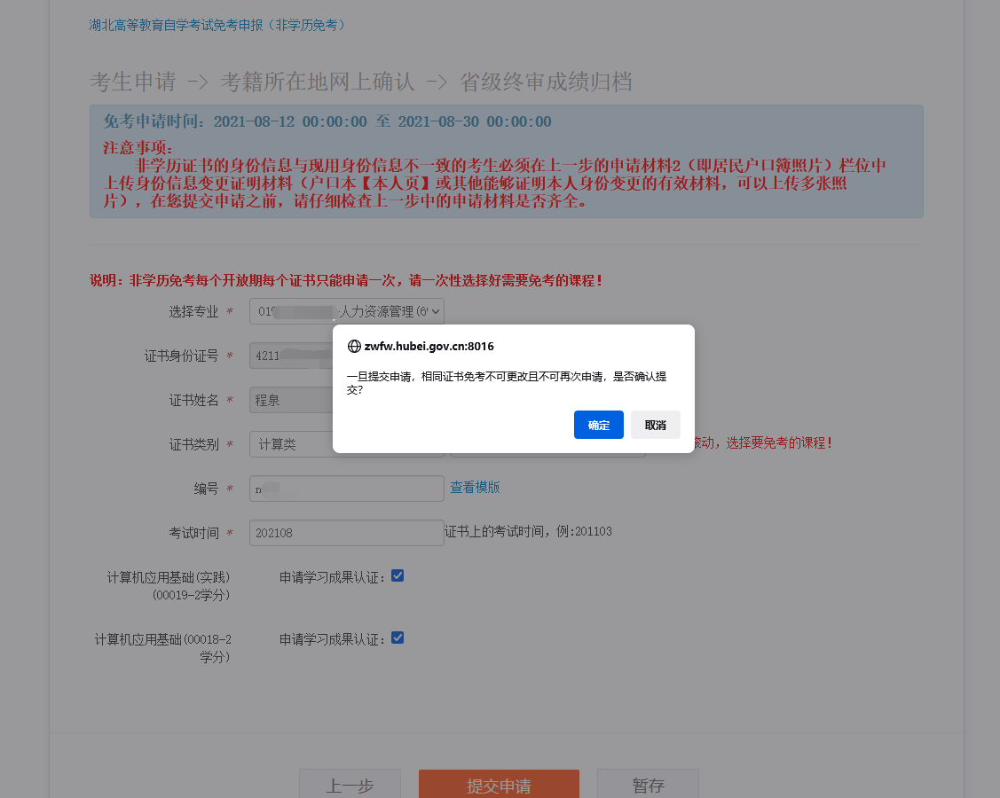 湖北高等教育自学考试免考申报（非学历免考）
考生申请 -> 考籍所在地网上确认 -> 省级终审成绩归档
免考申请时间：2021-08-12 00:00:00 至 2021-08-30 00:00:00
注意事项：
非学历证书的身份信息与现用身份信息不一致的考生必须在上一步的申请材料2（即居民户口簿照片）栏位中
上传身份信息变更证明材料（户口本【本人页】或其他能够证明本人身份变更的有效材料，可以上传多张照
片），在您提交申请之前，请仔细检查上一步中的申请材料是否齐全。
说明：非学历免考每个开放期每个证书只能申请一次，请一次性选择好需要免考的课程！
选择专业 * 01 人力资源管理(6
zwfw.hubei.gov.cn:8016
证书身份证号 * 4211
一旦提交申请，相同证书免考不可更改且不可再次申请，是否确认提
交？
证书姓名 * 程泉
确定 取消
证书类别 * 计算类 滚动，选择要免考的课程！
编号 * n 查看模版
考试时间 * 202108 证书上的考试时间，例:201103
计算机应用基础(实践) 申请学习成果认证：
(00019-2学分)
计算机应用基础(00018-2 申请学习成果认证：
学分)
上一步 提交申请 暂存